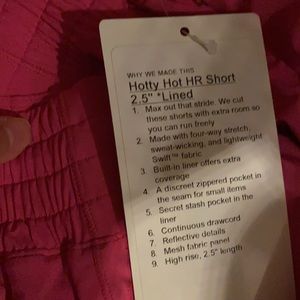 WHY WE MADE THIS
Hotty Hot HR Short
2.5" *Lined
1. Max out that stride. We cut
these shorts with extra room so
you can run freely
2. Made with four-way stretch,
sweat-wicking, and lightweight
Swift™ fabric
3. Built-in liner offers extra
coverage
4. A discreet zippered pocket in
the seam for small items
5. Secret stash pocket in the
liner
6. Continuous drawcord
7. Reflective details
8. Mesh fabric panel
9. High rise, 2.5" length